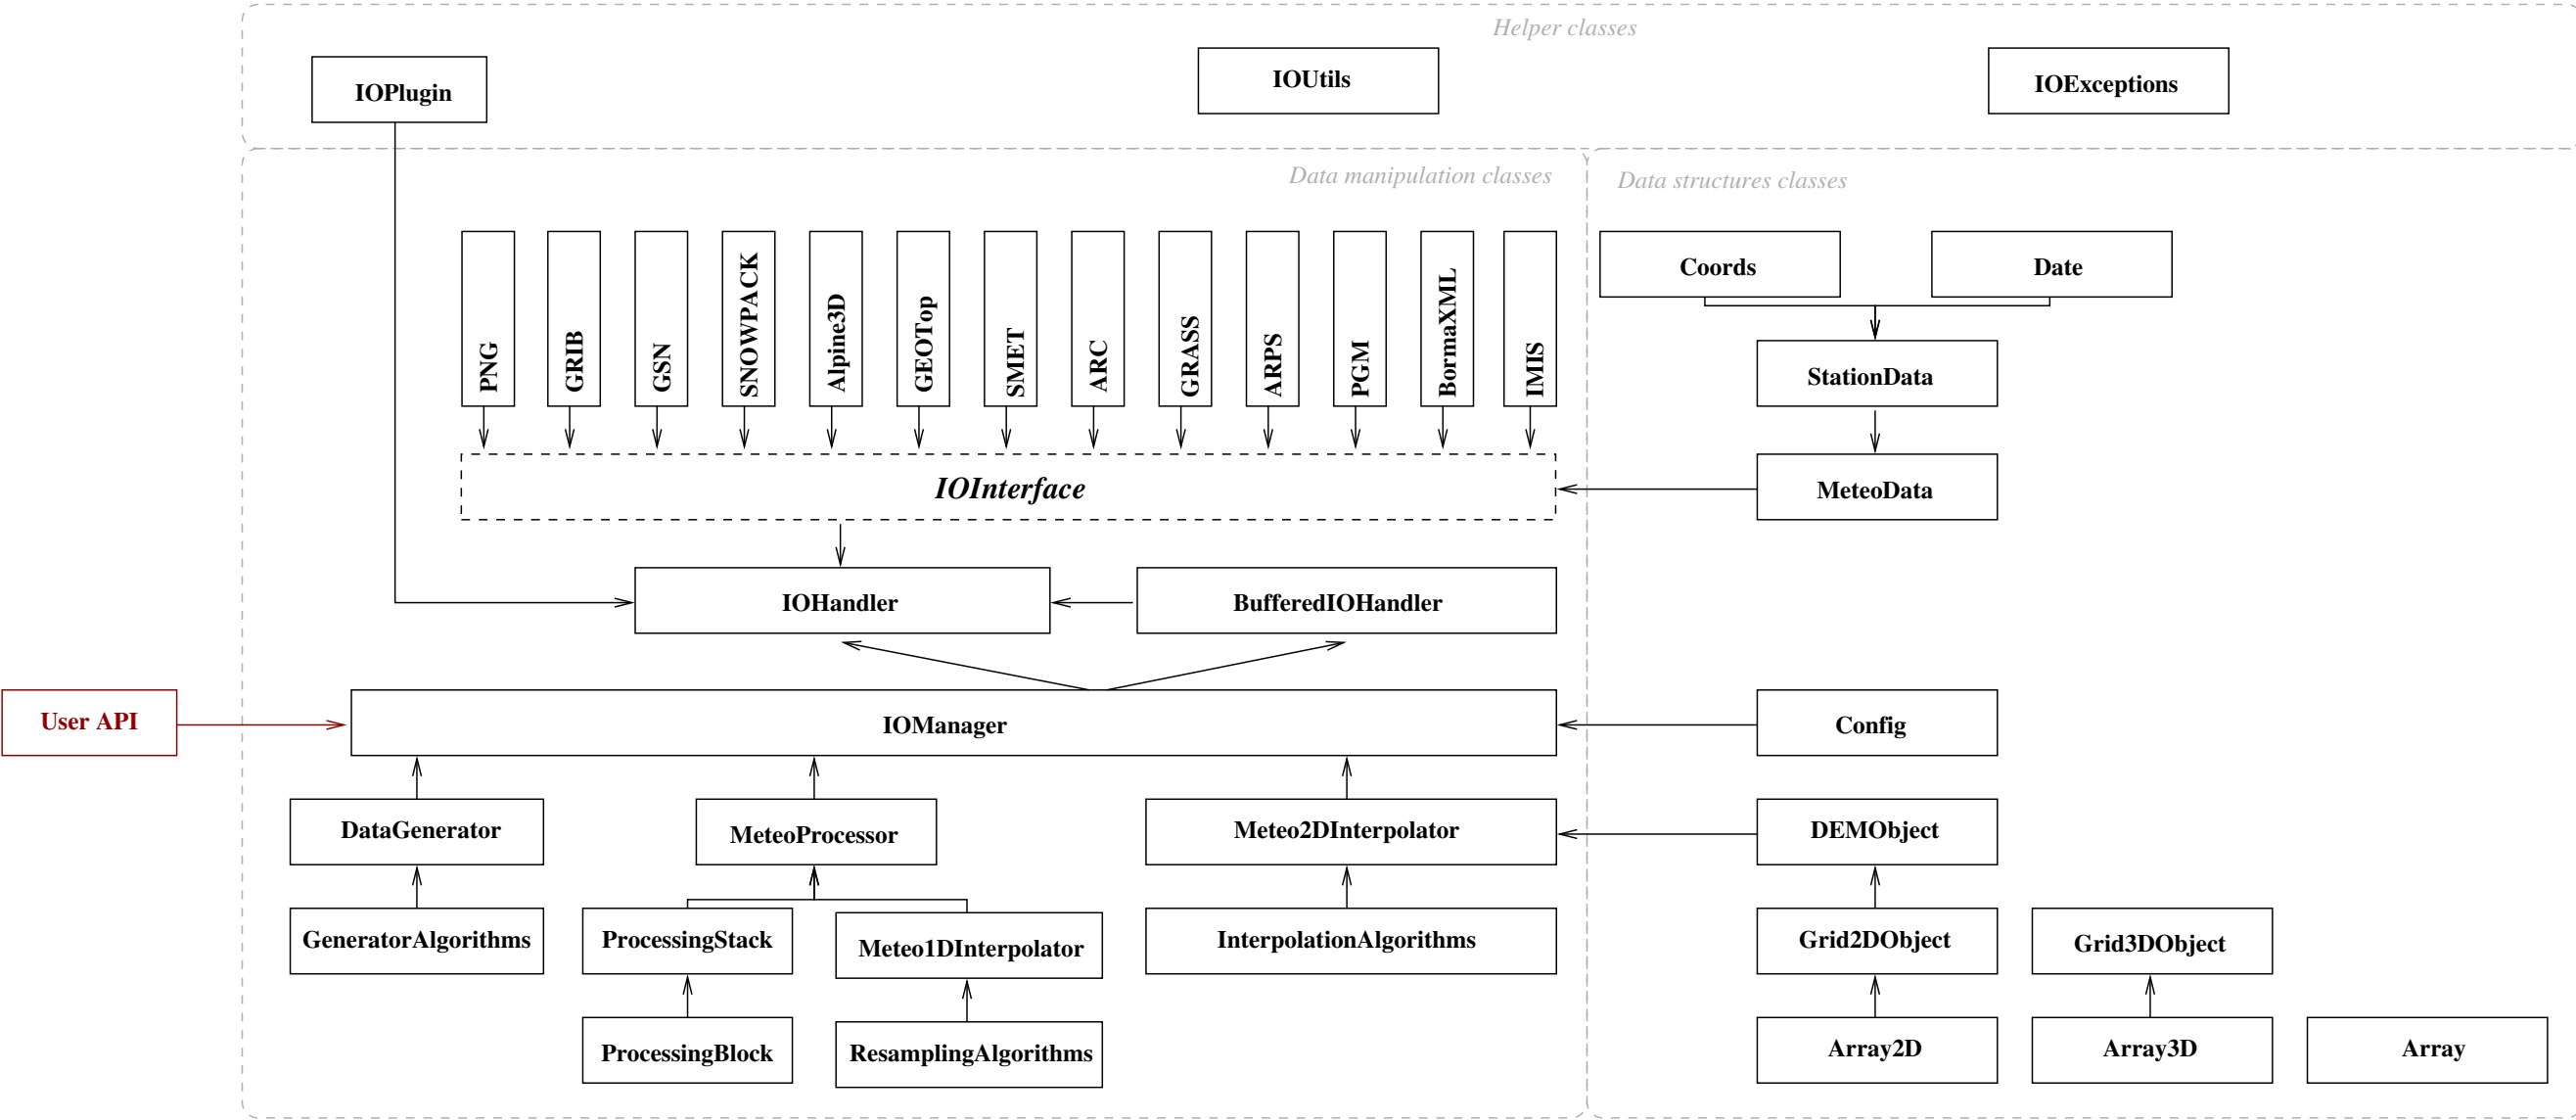 Helper classes
IOPlugin
IOUtils
IOExceptions
Data manipulation classes
Data structures classes
PNG
GRIB
GSN
SNOWPACK
Alpine3D
GEOTop
SMET
ARC
GRASS
ARPS
PGM
BormaXML
IMIS
Coords
Date
StationData
IOInterface
MeteoData
IOHandler
BufferedIOHandler
User API
IOManager
Config
DataGenerator
MeteoProcessor
Meteo2DInterpolator
DEMObject
GeneratorAlgorithms
ProcessingStack
Meteo1DInterpolator
InterpolationAlgorithms
Grid2DObject
Grid3DObject
ProcessingBlock
ResamplingAlgorithms
Array2D
Array3D
Array